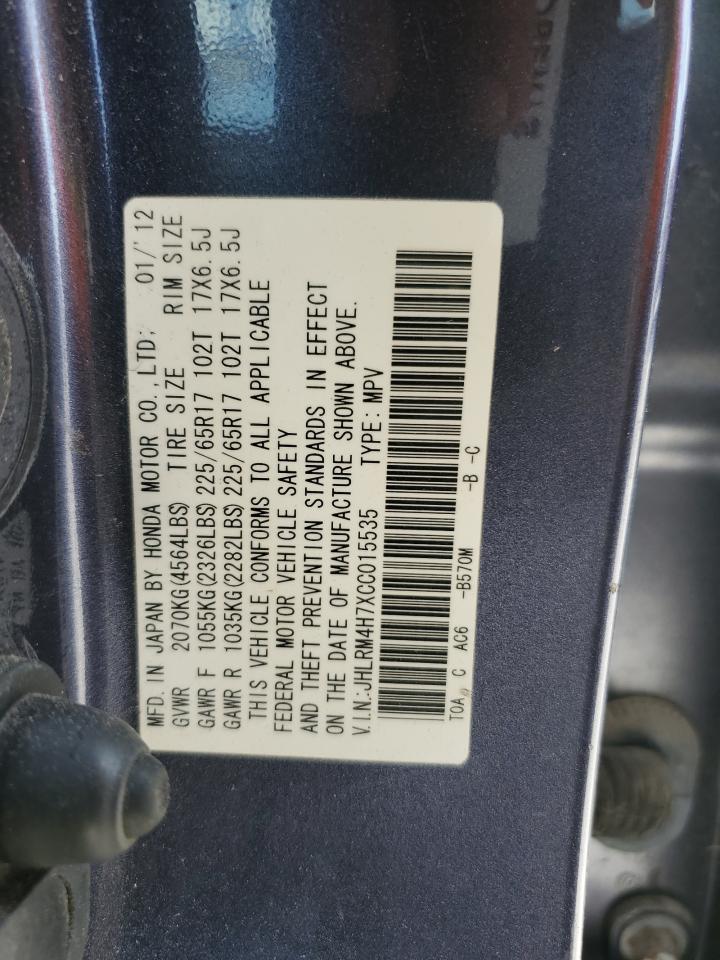 MFD. IN JAPAN BY HONDA MOTOR CO.,LTD; 01/'12
GVWR 2070KG(4564LBS) TIRE SIZE RIM SIZE
GAWR F 1055KG(2326LBS) 225/65R17 102T 17X6.5J
GAWR R 1035KG(2282LBS) 225/65R17 102T 17X6.5J
THIS VEHICLE CONFORMS TO ALL APPLICABLE
FEDERAL MOTOR VEHICLE SAFETY
AND THEFT PREVENTION STANDARDS IN EFFECT
ON THE DATE OF MANUFACTURE SHOWN ABOVE.
V.I.N.:JHLRM4H7XCC015535 TYPE: MPV
T0A C AC6 -B570M -B -C